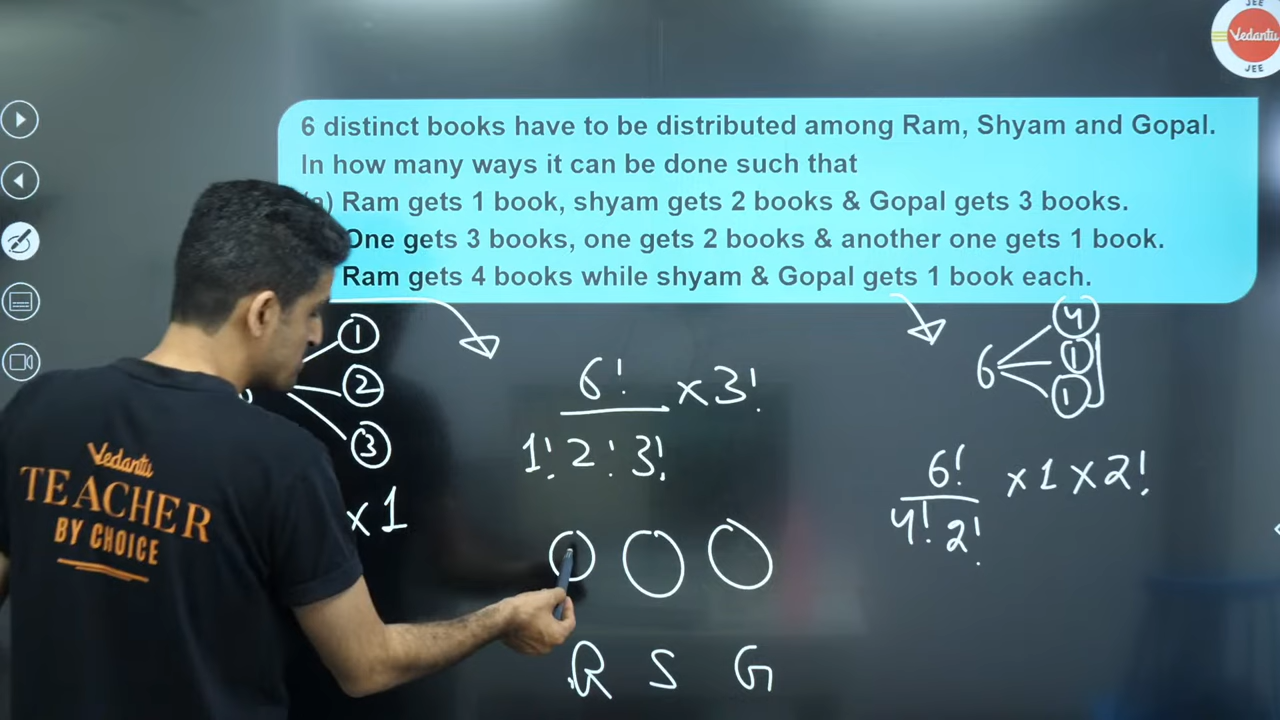 JEE
Vedantu
JEE
6 distinct books have to be distributed among Ram, Shyam and Gopal.
In how many ways it can be done such that
) Ram gets 1 book, shyam gets 2 books & Gopal gets 3 books.
One gets 3 books, one gets 2 books & another one gets 1 book.
Ram gets 4 books while shyam & Gopal gets 1 book each.
1
2
3
x1
6! x3!
1! 2! 3!
R S G
4
6 1
1
6! x1x2!
4! 2!
Vedantu
TEACHER
BY CHOICE